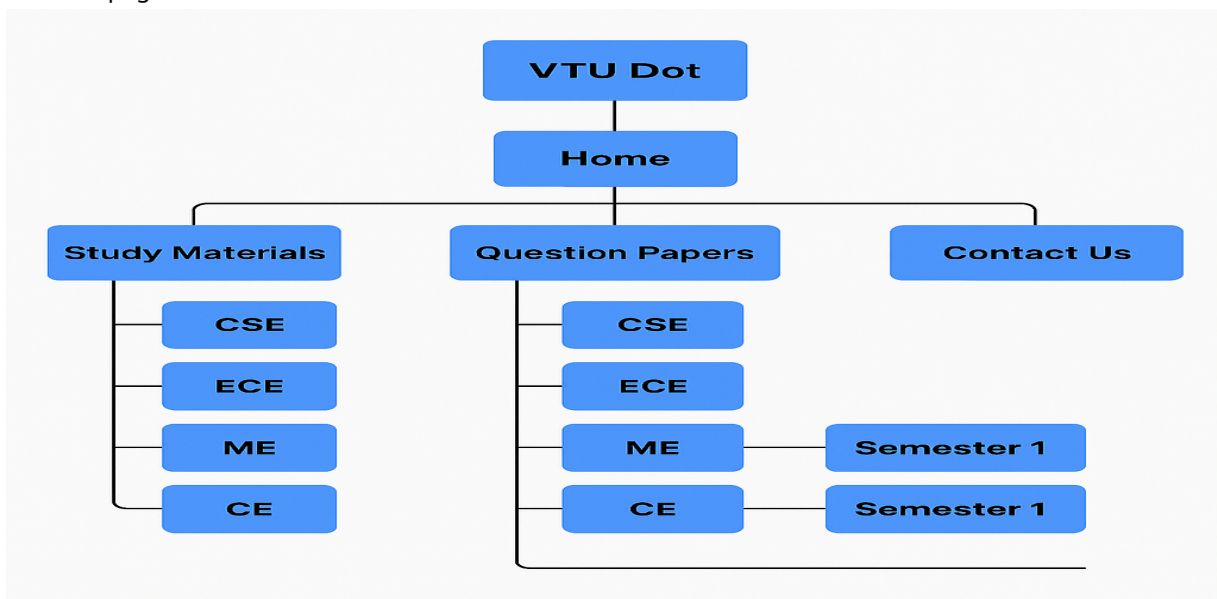 VTU Dot
Home
Study Materials
Question Papers
Contact Us
CSE
ECE
ME
CE
CSE
ECE
ME
Semester 1
CE
Semester 1